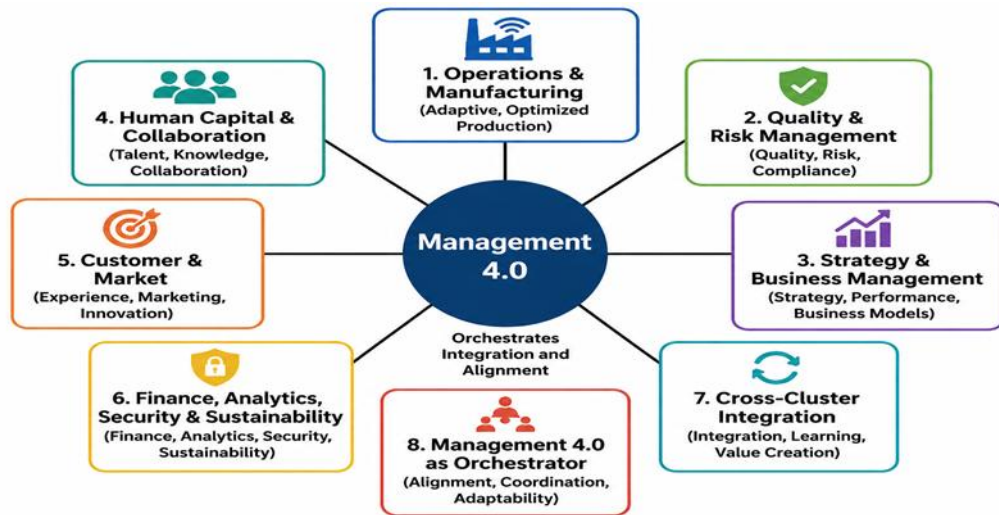 1. Operations &
Manufacturing
(Adaptive, Optimized
Production)
4. Human Capital &
Collaboration
(Talent, Knowledge,
Collaboration)
2. Quality &
Risk Management
(Quality, Risk,
Compliance)
Management
4.0
5. Customer &
Market
(Experience, Marketing,
Innovation)
3. Strategy &
Business Management
(Strategy, Performance,
Business Models)
Orchestrates
Integration and
Alignment
6. Finance, Analytics,
Security & Sustainability
(Finance, Analytics, Security,
Sustainability)
8. Management 4.0
as Orchestrator
(Alignment, Coordination,
Adaptability)
7. Cross-Cluster
Integration
(Integration, Learning,
Value Creation)